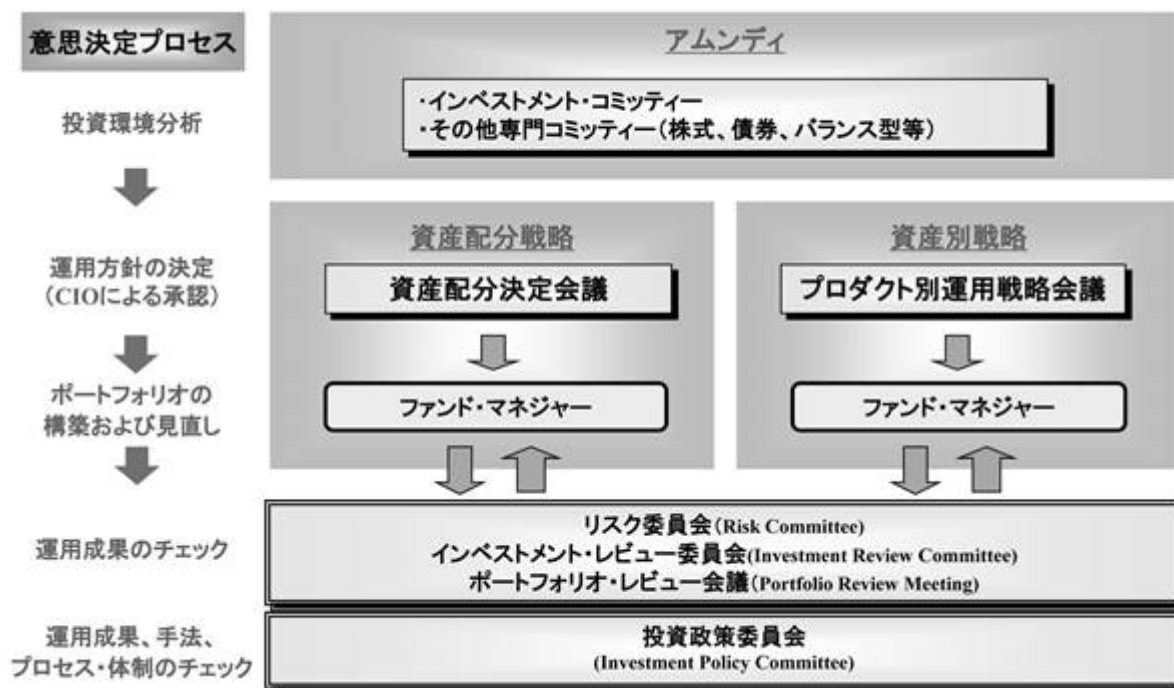 意思決定プロセス
アムンディ
投資環境分析
・インベストメント・コミッティー
・その他専門コミッティー(株式、債券、バランス型等)
運用方針の決定
(CIOによる承認)
資産配分戦略
資産配分決定会議
資産別戦略
プロダクト別運用戦略会議
ポートフォリオの
構築および見直し
ファンド・マネジャー
ファンド・マネジャー
運用成果のチェック
リスク委員会(Risk Committee)
インベストメント・レビュー委員会(Investment Review Committee)
ポートフォリオ・レビュー会議(Portfolio Review Meeting)
運用成果、手法、
プロセス・体制のチェック
投資政策委員会
(Investment Policy Committee)